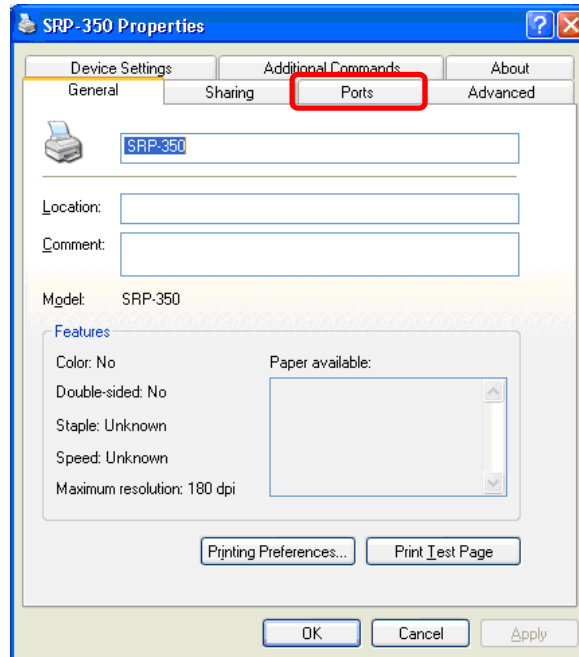 SRP-350 Properties
Device Settings Additional Commands About
General Sharing Ports Advanced
SRP-350
Location:
Comment:
Model: SRP-350
Features
Color: No Paper available:
Double-sided: No
Staple: Unknown
Speed: Unknown
Maximum resolution: 180 dpi
Printing Preferences... Print Test Page
OK Cancel Apply